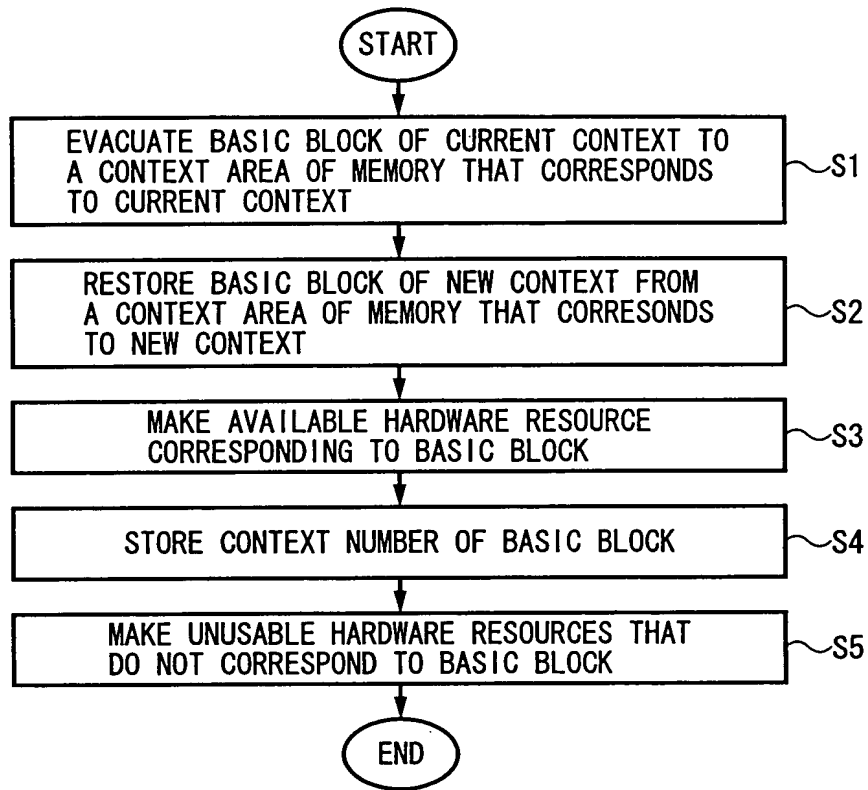 START
EVACUATE BASIC BLOCK OF CURRENT CONTEXT TO
A CONTEXT AREA OF MEMORY THAT CORRESPONDS
TO CURRENT CONTEXT
S1
RESTORE BASIC BLOCK OF NEW CONTEXT FROM
A CONTEXT AREA OF MEMORY THAT CORRESONDS
TO NEW CONTEXT
S2
MAKE AVAILABLE HARDWARE RESOURCE
CORRESPONDING TO BASIC BLOCK
S3
STORE CONTEXT NUMBER OF BASIC BLOCK
S4
MAKE UNUSABLE HARDWARE RESOURCES THAT
DO NOT CORRESPOND TO BASIC BLOCK
S5
END